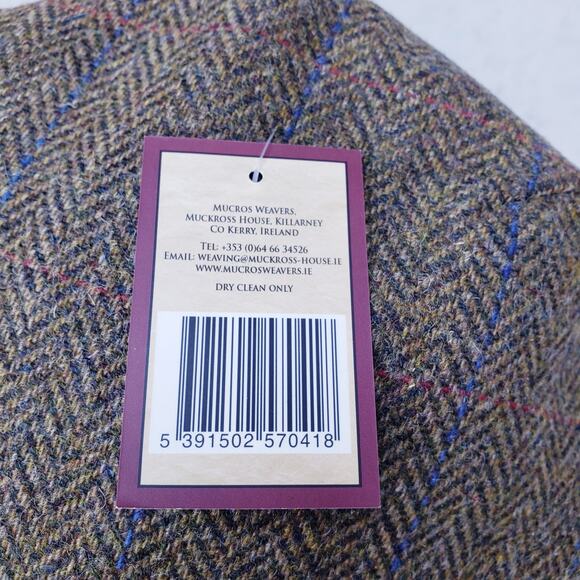 MUCROS WEAVERS,
MUCKROSS HOUSE, KILLARNEY
CO KERRY, IRELAND
TEL: +353 (0)64 66 34526
EMAIL: WEAVING@MUCKROSS-HOUSE.IE
WWW.MUCROSWEAVERS.IE
DRY CLEAN ONLY
5 391502 570418